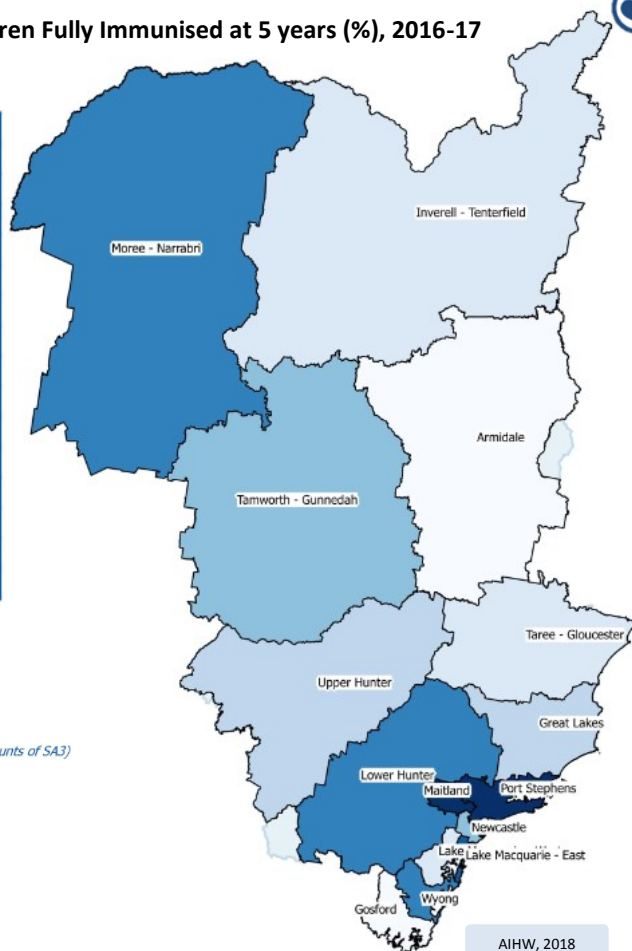 ren Fully Immunised at 5 years (%), 2016-17
Inverell - Tenterfield
Moree - Narrabri
Armidale
Tamworth - Gunnedah
Taree - Gloucester
Upper Hunter
Great Lakes
unts of SA3)
Lower Hunter
Maitland
Port Stephens
Newcastle
Lake
Lake Macquarie - East
Wyong
Gosford
AIHW, 2018